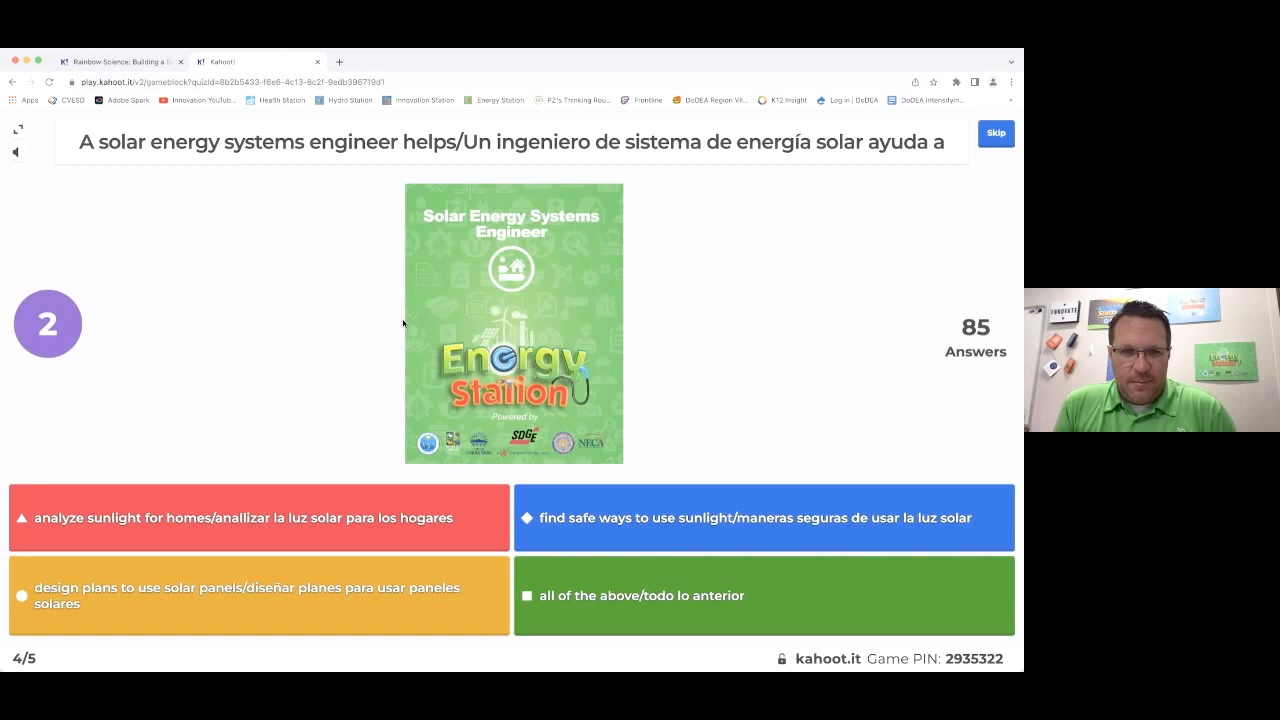 Rainbow Science: Building a S
Kahoot!
play.kahoot.it/v2/gameblock?quizId=8b2b5433-f6e6-4c13-8c2f-9edb396719d1
Apps CVESD Adobe Spark Innovation YouTub... Health Station Hydro Station Innovation Station Energy Station PZ's Thinking Rou... Frontline DoDEA Region VII... K12 Insight Log in | DoDEA DoDEA Intensifyin... »
A solar energy systems engineer helps/Un ingeniero de sistema de energía solar ayuda a
Skip
Solar Energy Systems
Engineer
2
85
Answers
INNOVATE
Energy
Station
Energy
Station
Powered by
SDGE
NECA
analyze sunlight for homes/anallizar la luz solar para los hogares
find safe ways to use sunlight/maneras seguras de usar la luz solar
design plans to use solar panels/diseñar planes para usar paneles
solares
all of the above/todo lo anterior
4/5
kahoot.it Game PIN: 2935322